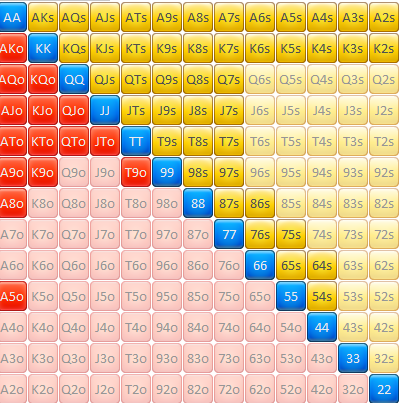 AA AKs AQs AJs ATs A9s A8s A7s A6s A5s A4s A3s A2s
AKo KK KQs KJs KTs K9s K8s K7s K6s K5s K4s K3s K2s
AQo KQo QQ QJs QTs Q9s Q8s Q7s Q6s Q5s Q4s Q3s Q2s
AJo KJo QJo JJ JTs J9s J8s J7s J6s J5s J4s J3s J2s
ATo KTo QTo JTo TT T9s T8s T7s T6s T5s T4s T3s T2s
A9o K9o Q9o J9o T9o 99 98s 97s 96s 95s 94s 93s 92s
A8o K8o Q8o J8o T8o 98o 88 87s 86s 85s 84s 83s 82s
A7o K7o Q7o J7o T7o 97o 87o 77 76s 75s 74s 73s 72s
A6o K6o Q6o J6o T6o 96o 86o 76o 66 65s 64s 63s 62s
A5o K5o Q5o J5o T5o 95o 85o 75o 65o 55 54s 53s 52s
A4o K4o Q4o J4o T4o 94o 84o 74o 64o 54o 44 43s 42s
A3o K3o Q3o J3o T3o 93o 83o 73o 63o 53o 43o 33 32s
A2o K2o Q2o J2o T2o 92o 82o 72o 62o 52o 42o 32o 22